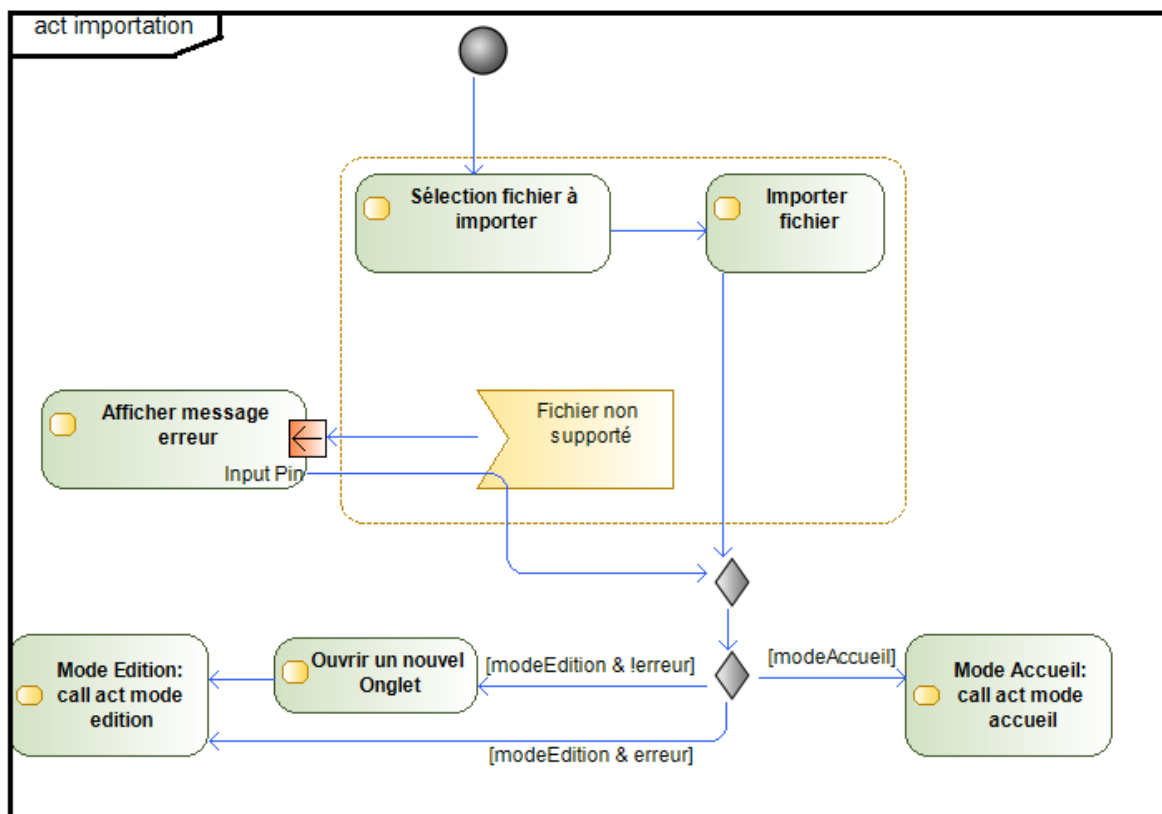 act importation
Sélection fichier à
importer
Importer
fichier
Afficher message
erreur
Input Pin
Fichier non
supporté
Mode Edition:
call act mode
edition
Ouvrir un nouvel
Onglet
[modeEdition & !erreur]
[modeAccueil]
Mode Accueil:
call act mode
accueil
[modeEdition & erreur]